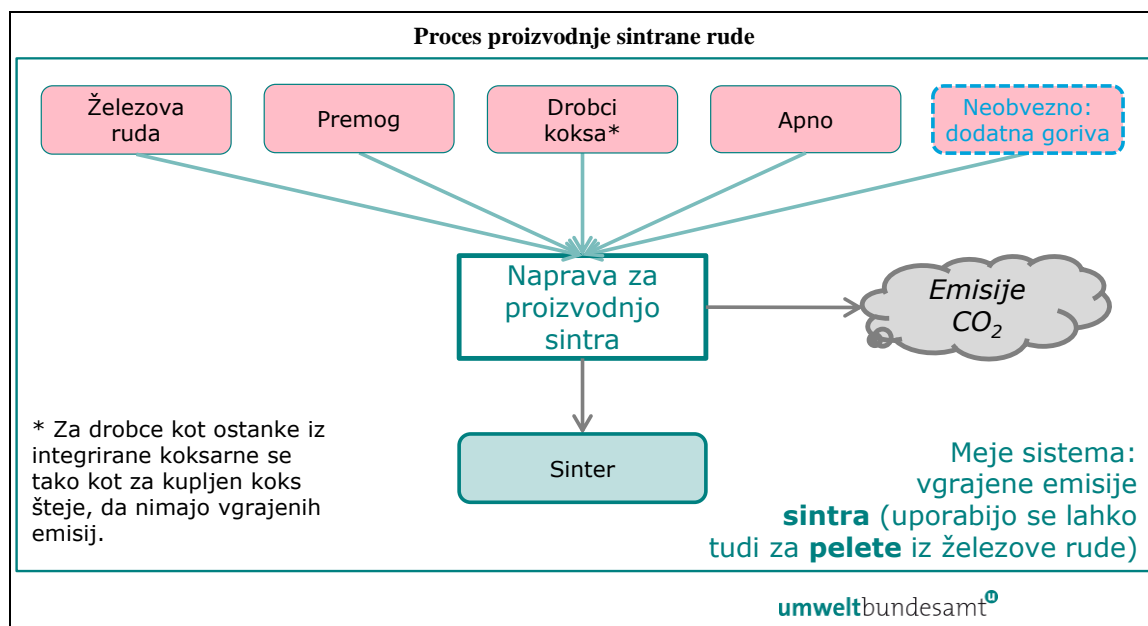 Proces proizvodnje sintrane rude
Železova
ruda
Premog
Drobci
koksa*
Apno
Neobvezno:
dodatna goriva
Naprava za
proizvodnjo
sintra
Emisije
CO2
Sinter
* Za drobce kot ostanke iz
integrirane koksarne se
tako kot za kupljen koks
šteje, da nimajo vgrajenih
emisij.
Meje sistema:
vgrajene emisije
sintra (uporabijo se lahko
tudi za pelete iz železove rude)
umweltbundesamt u